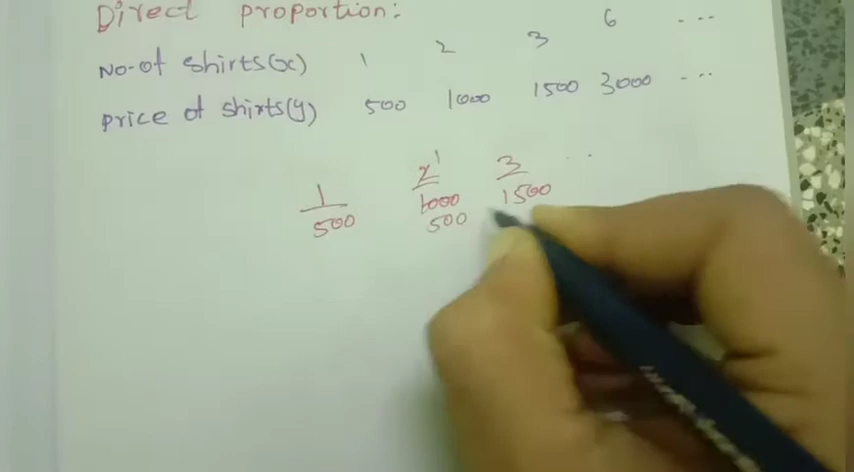 Direct proportion:
No-of shirts(x) 1 2 3 6 ...
Price of shirts(y) 500 1000 1500 3000 ...
1 2 1 3 ...
500 1000 1500
500